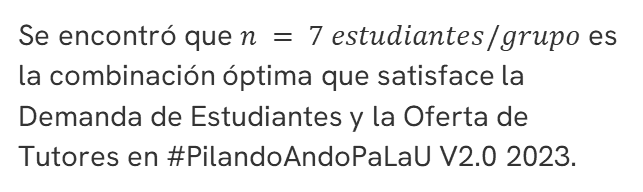 Se encontró que n = 7 estudiantes/grupo es
la combinación óptima que satisface la
Demanda de Estudiantes y la Oferta de
Tutores en #PilandoAndoPaLaU V2.0 2023.